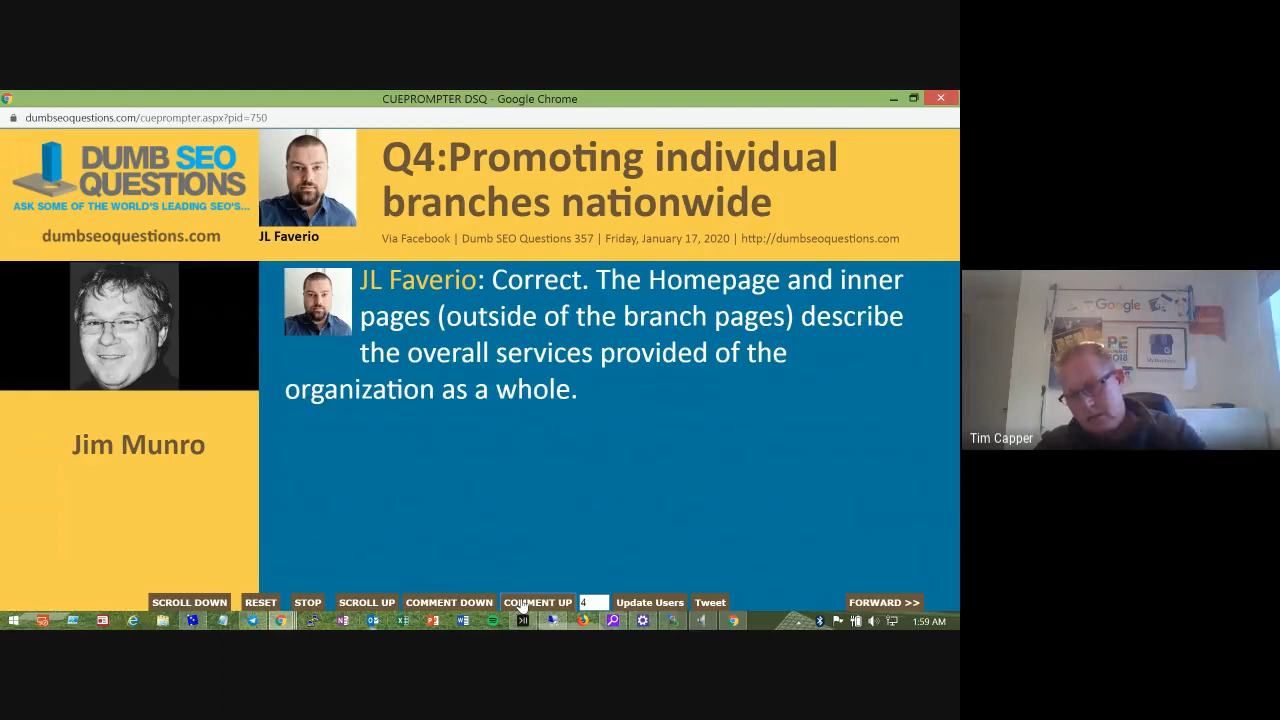 CUEPROMPTER DSQ - Google Chrome
dumbseoquestions.com/cueprompter.aspx?pid=750
DUMB SEO
QUESTIONS
ASK SOME OF THE WORLD'S LEADING SEO'S...
dumbseoquestions.com
JL Faverio
Q4:Promoting individual
branches nationwide
Via Facebook | Dumb SEO Questions 357 | Friday, January 17, 2020 | http://dumbseoquestions.com
Jim Munro
JL Faverio: Correct. The Homepage and inner
pages (outside of the branch pages) describe
the overall services provided of the
organization as a whole.
Google
Tim Capper
SCROLL DOWN RESET STOP SCROLL UP COMMENT DOWN COMMENT UP 4 Update Users Tweet FORWARD >>
1:59 AM